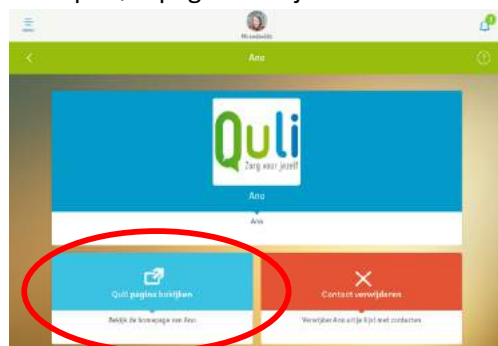 Ano
Quli
Zorg voor jezelf
Ano
Ano
Quli pagina bekijken
Contact verwijderen
Bekijk de homepage van Ano
Verwijder Ano uit je lijst met contacten